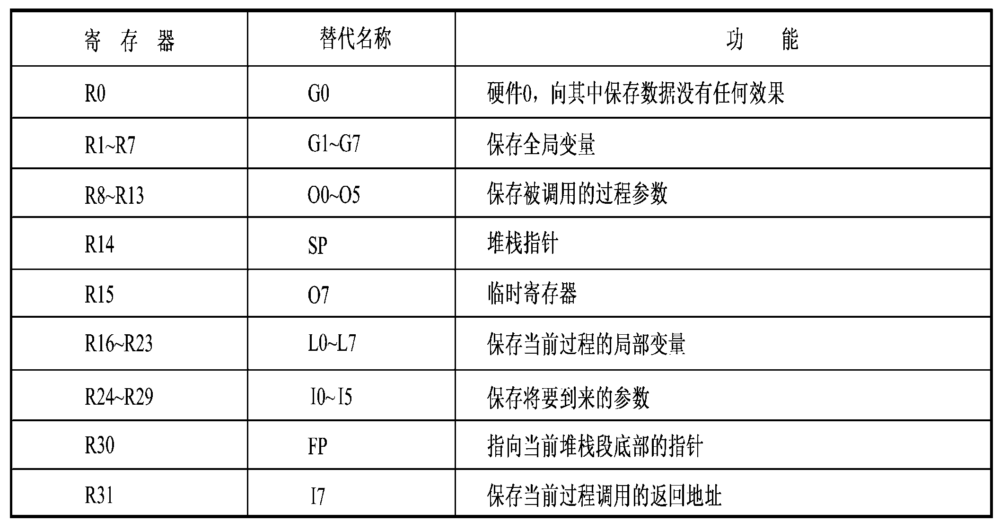 寄 存 器 替代名称 功 能
R0 G0 硬件0，向其中保存数据没有任何效果
R1~R7 G1~G7 保存全局变量
R8~R13 O0~O5 保存被调用的过程参数
R14 SP 堆栈指针
R15 O7 临时寄存器
R16~R23 L0~L7 保存当前过程的局部变量
R24~R29 I0~I5 保存将要到来的参数
R30 FP 指向当前堆栈段底部的指针
R31 I7 保存当前过程调用的返回地址